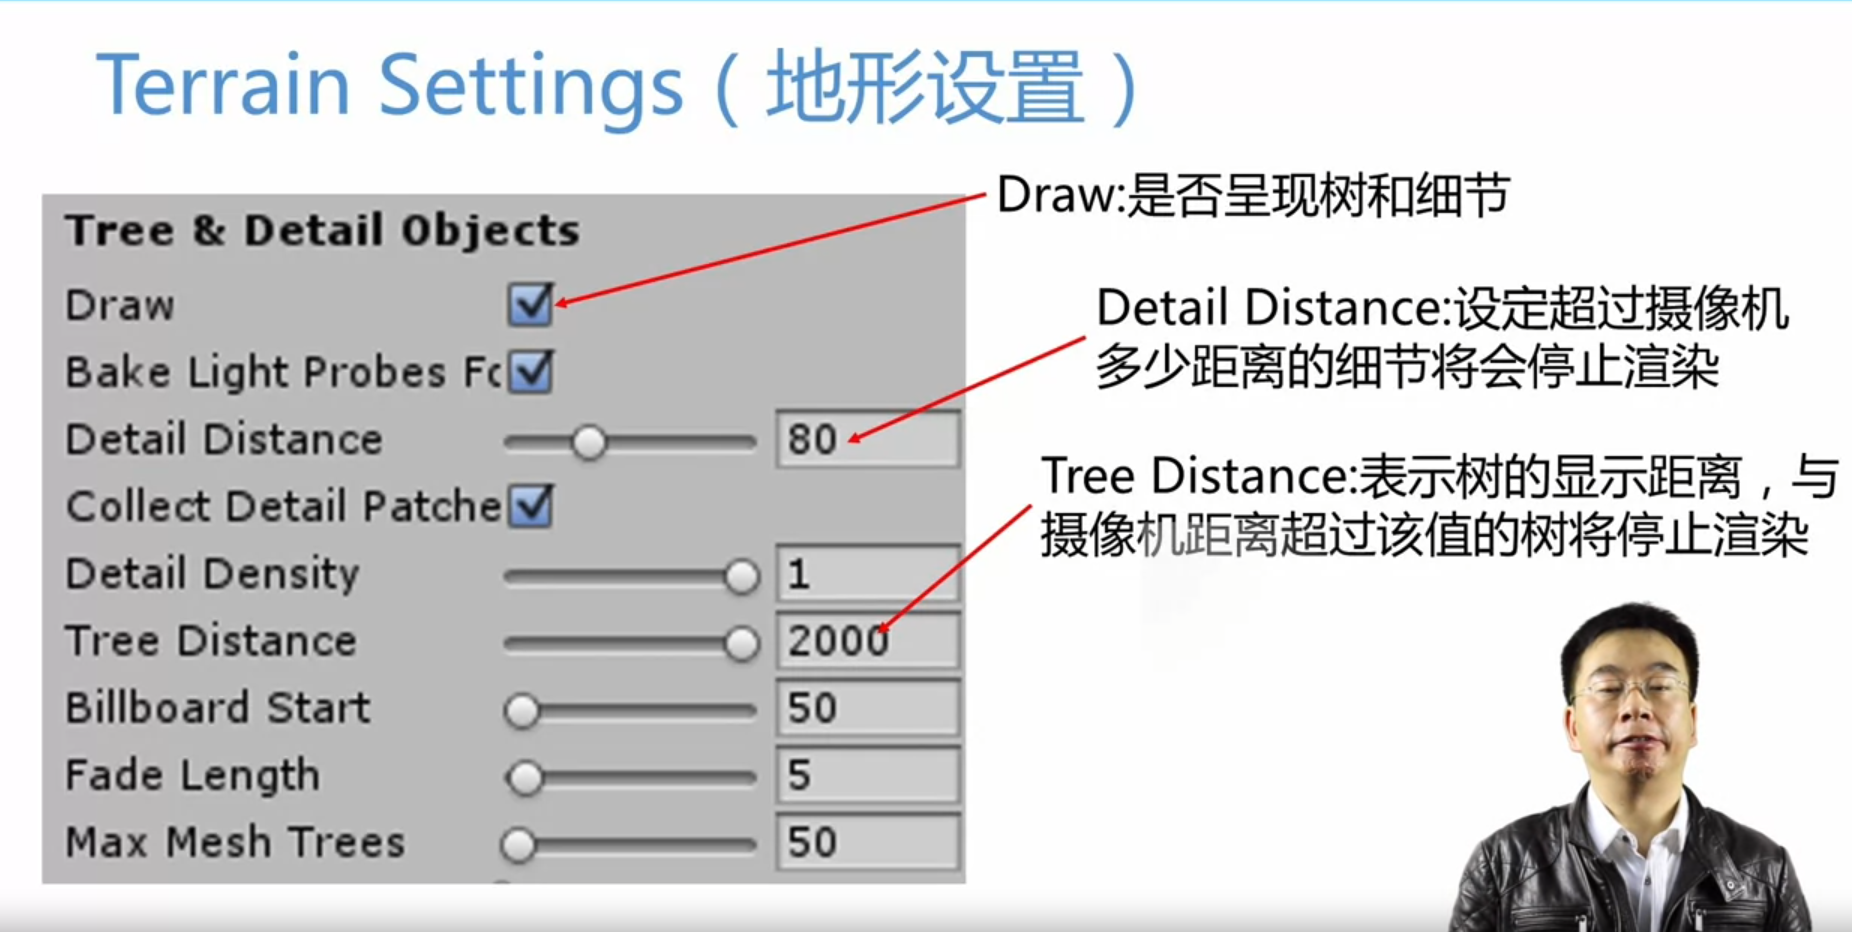 Terrain Settings（地形设置）
Tree & Detail Objects
Draw
Bake Light Probes Fo
Detail Distance
80
Collect Detail Patche
Detail Density
1
Tree Distance
2000
Billboard Start
50
Fade Length
5
Max Mesh Trees
50
Draw:是否呈现树和细节
Detail Distance:设定超过摄像机
多少距离的细节将会停止渲染
Tree Distance:表示树的显示距离，与
摄像机距离超过该值的树将停止渲染